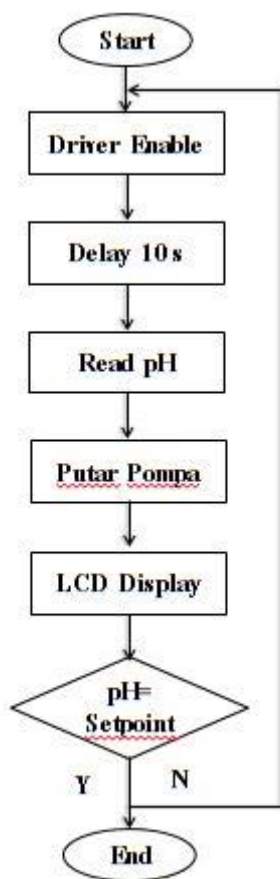 Start
Driver Enable
Delay 10 s
Read pH
Putar Pompa
LCD Display
pH=
Setpoint
Y N
End